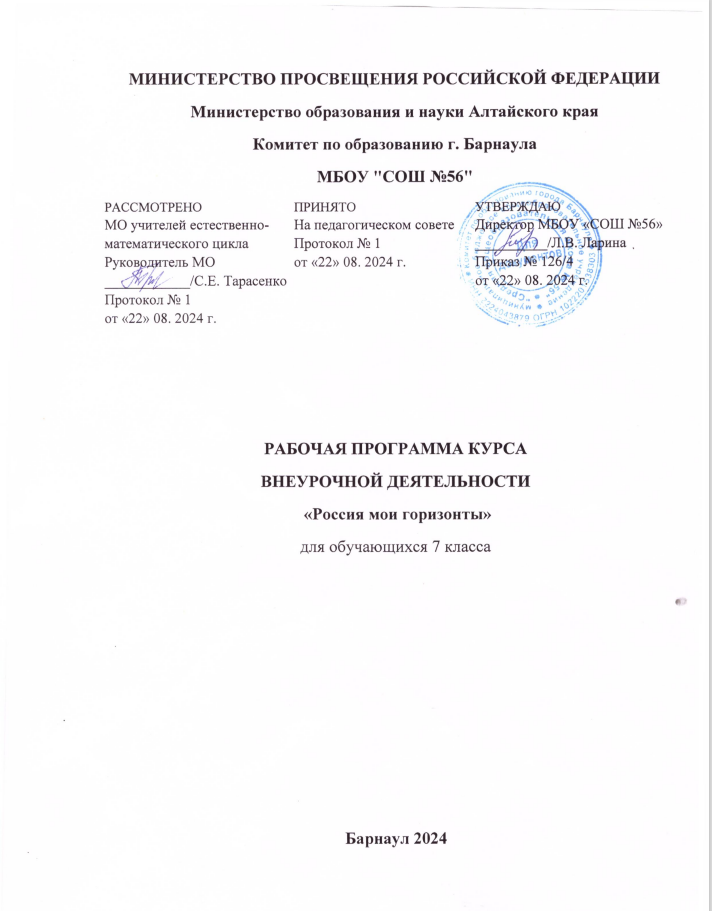 МИНИСТЕРСТВО ПРОСВЕЩЕНИЯ РОССИЙСКОЙ ФЕДЕРАЦИИ
Министерство образования и науки Алтайского края
Комитет по образованию г. Барнаула
МБОУ "СОШ №56"
РАССМОТРЕНО
МО учителей естественно-
математического цикла
Руководитель МО
____________/С.Е. Тарасенко
Протокол № 1
от «22» 08. 2024 г.
ПРИНЯТО
На педагогическом совете
Протокол № 1
от «22» 08. 2024 г.
УТВЕРЖДАЮ
Директор МБОУ «СОШ №56»
__________/Л.В. Ларина
Приказ № 126/4
от «22» 08. 2024 г.
РАБОЧАЯ ПРОГРАММА КУРСА
ВНЕУРОЧНОЙ ДЕЯТЕЛЬНОСТИ
«Россия мои горизонты»
для обучающихся 7 класса
Барнаул 2024